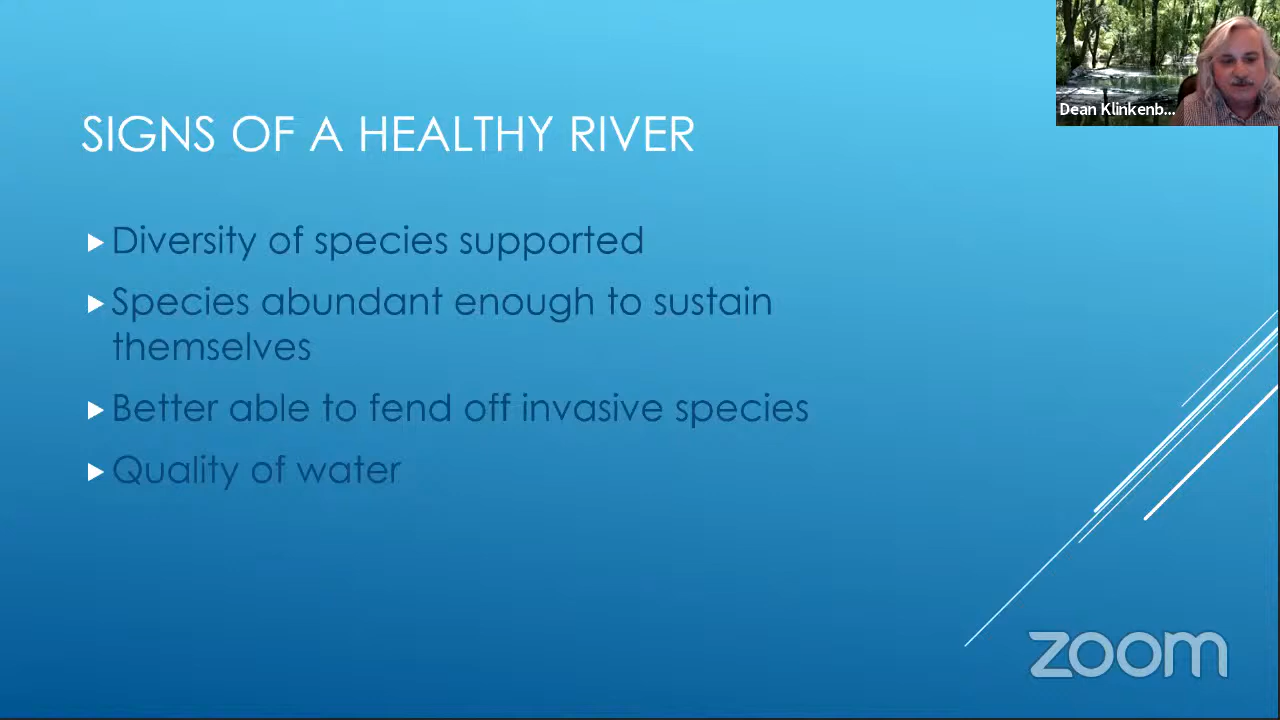 Dean Klinkenb...
SIGNS OF A HEALTHY RIVER
Diversity of species supported
Species abundant enough to sustain
themselves
Better able to fend off invasive species
Quality of water
zoom